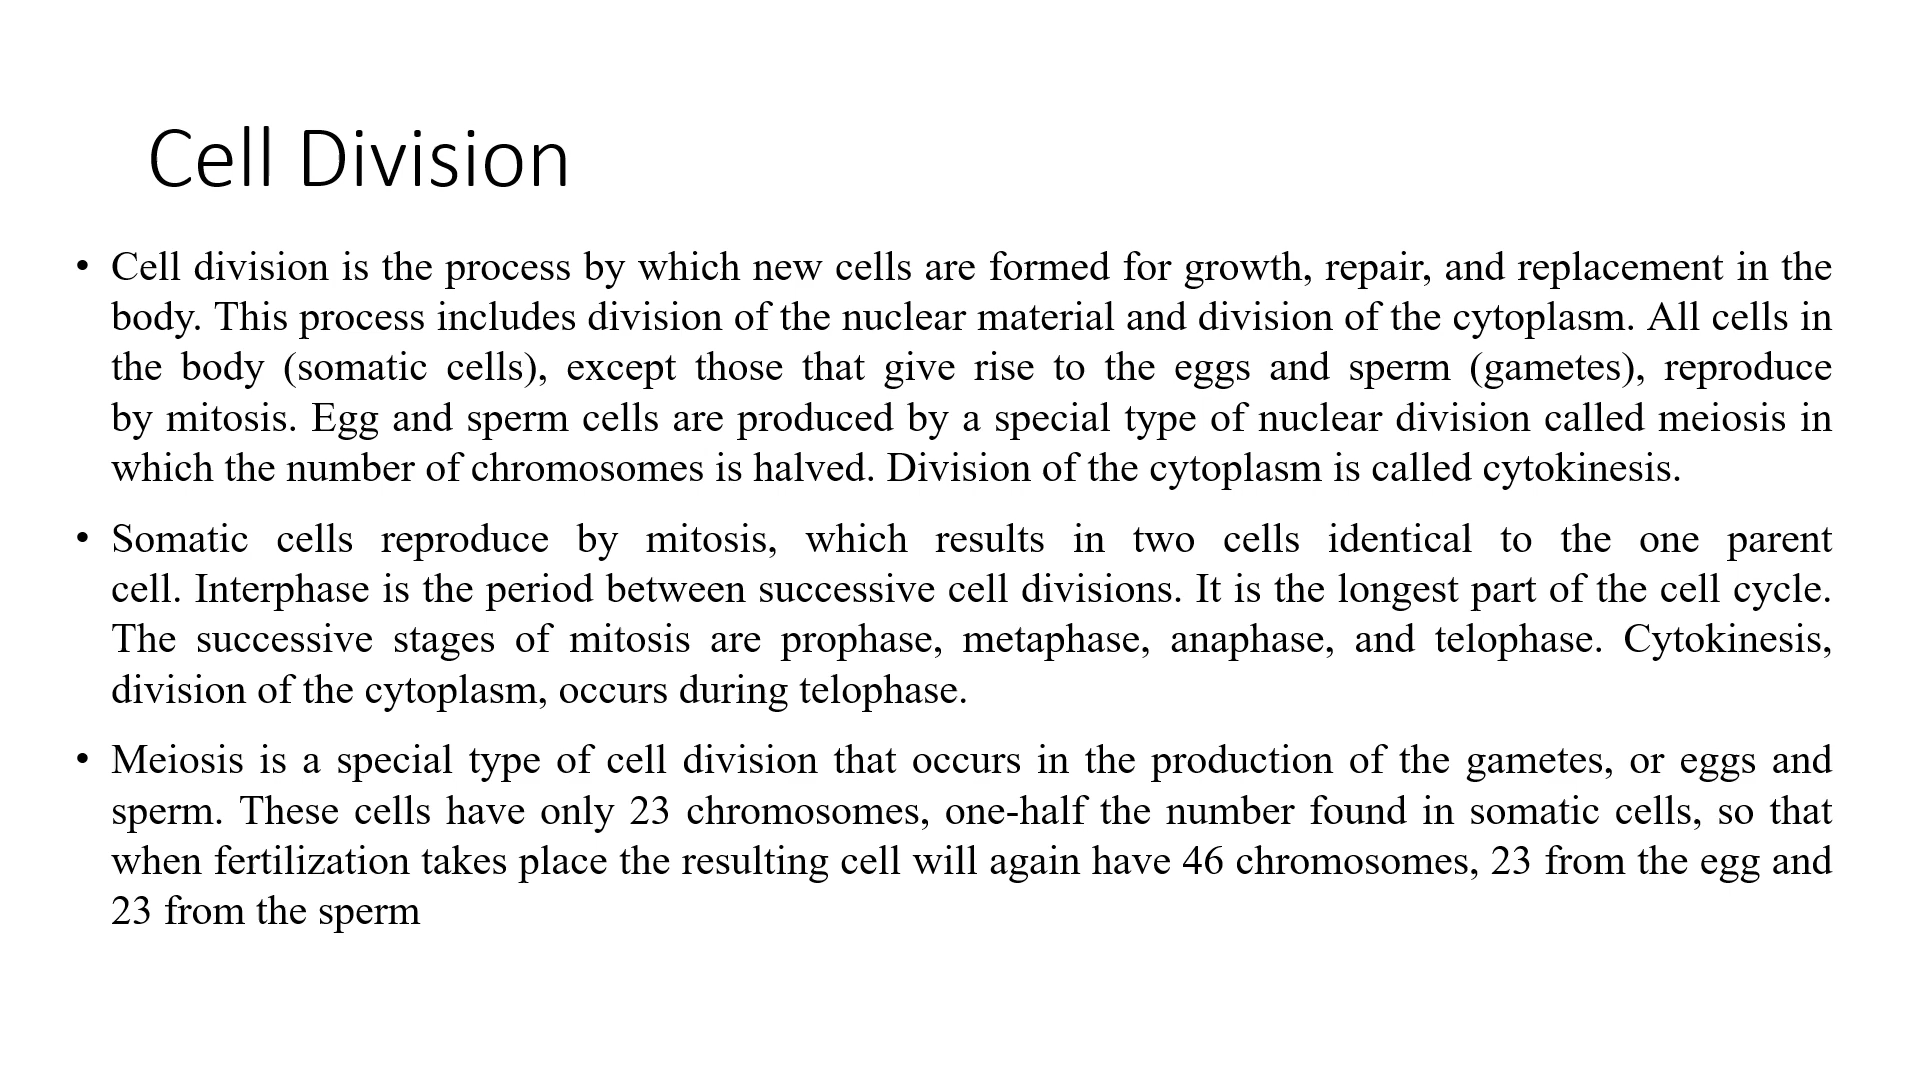 Cell Division
• Cell division is the process by which new cells are formed for growth, repair, and replacement in the
body. This process includes division of the nuclear material and division of the cytoplasm. All cells in
the body (somatic cells), except those that give rise to the eggs and sperm (gametes), reproduce
by mitosis. Egg and sperm cells are produced by a special type of nuclear division called meiosis in
which the number of chromosomes is halved. Division of the cytoplasm is called cytokinesis.
• Somatic cells reproduce by mitosis, which results in two cells identical to the one parent
cell. Interphase is the period between successive cell divisions. It is the longest part of the cell cycle.
The successive stages of mitosis are prophase, metaphase, anaphase, and telophase. Cytokinesis,
division of the cytoplasm, occurs during telophase.
• Meiosis is a special type of cell division that occurs in the production of the gametes, or eggs and
sperm. These cells have only 23 chromosomes, one-half the number found in somatic cells, so that
when fertilization takes place the resulting cell will again have 46 chromosomes, 23 from the egg and
23 from the sperm